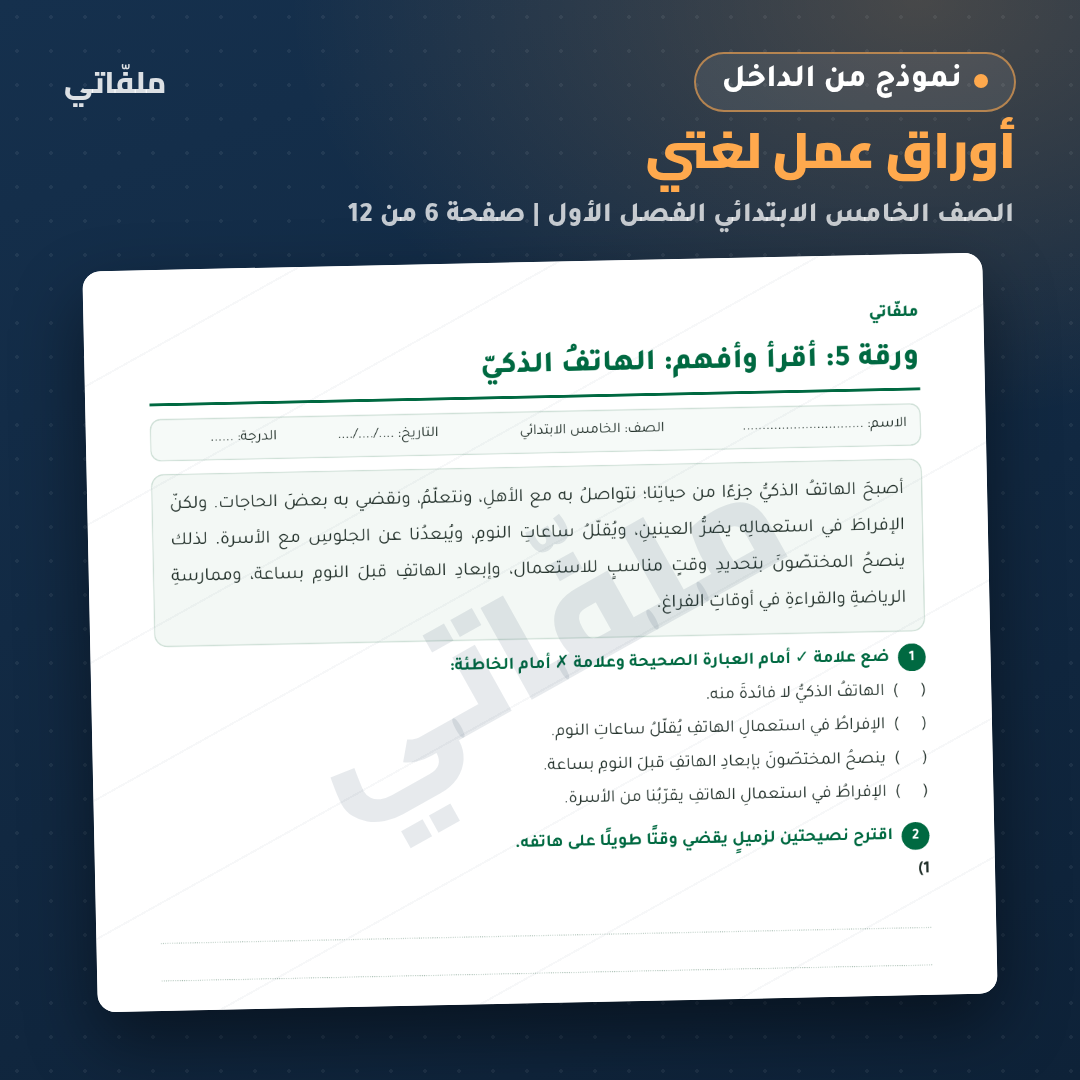 نموذج من الداخل
ملفّاتي
أوراق عمل لغتي
الصف الخامس الابتدائي الفصل الأول | صفحة 6 من 12
ملفّاتي
ورقة 5: أقرأ وأفهم: الهاتفُ الذكيّ
الاسم: .............................. الصف: الخامس الابتدائي التاريخ: ..../..../.... الدرجة: ......
أصبحَ الهاتفُ الذكيُّ جزءًا من حياتِنا؛ نتواصلُ به مع الأهلِ، ونتعلّمُ، ونقضي به بعضَ الحاجات. ولكنّ
الإفراطَ في استعمالِه يضرُّ العينينِ، ويُقلّلُ ساعاتِ النومِ، ويُبعدُنا عن الجلوسِ مع الأسرة. لذلك
ينصحُ المختصّونَ بتحديدِ وقتٍ مناسبٍ للاستعمال، وإبعادِ الهاتفِ قبلَ النومِ بساعة، وممارسةِ
الرياضةِ والقراءةِ في أوقاتِ الفراغ.
ملفّاتي
1 ضع علامة ✓ أمام العبارة الصحيحة وعلامة ✗ أمام الخاطئة:
( ) الهاتفُ الذكيُّ لا فائدةَ منه.
( ) الإفراطُ في استعمالِ الهاتفِ يُقلّلُ ساعاتِ النوم.
( ) ينصحُ المختصّونَ بإبعادِ الهاتفِ قبلَ النومِ بساعة.
( ) الإفراطُ في استعمالِ الهاتفِ يقرّبُنا من الأسرة.
2 اقترح نصيحتين لزميلٍ يقضي وقتًا طويلًا على هاتفه.
1)